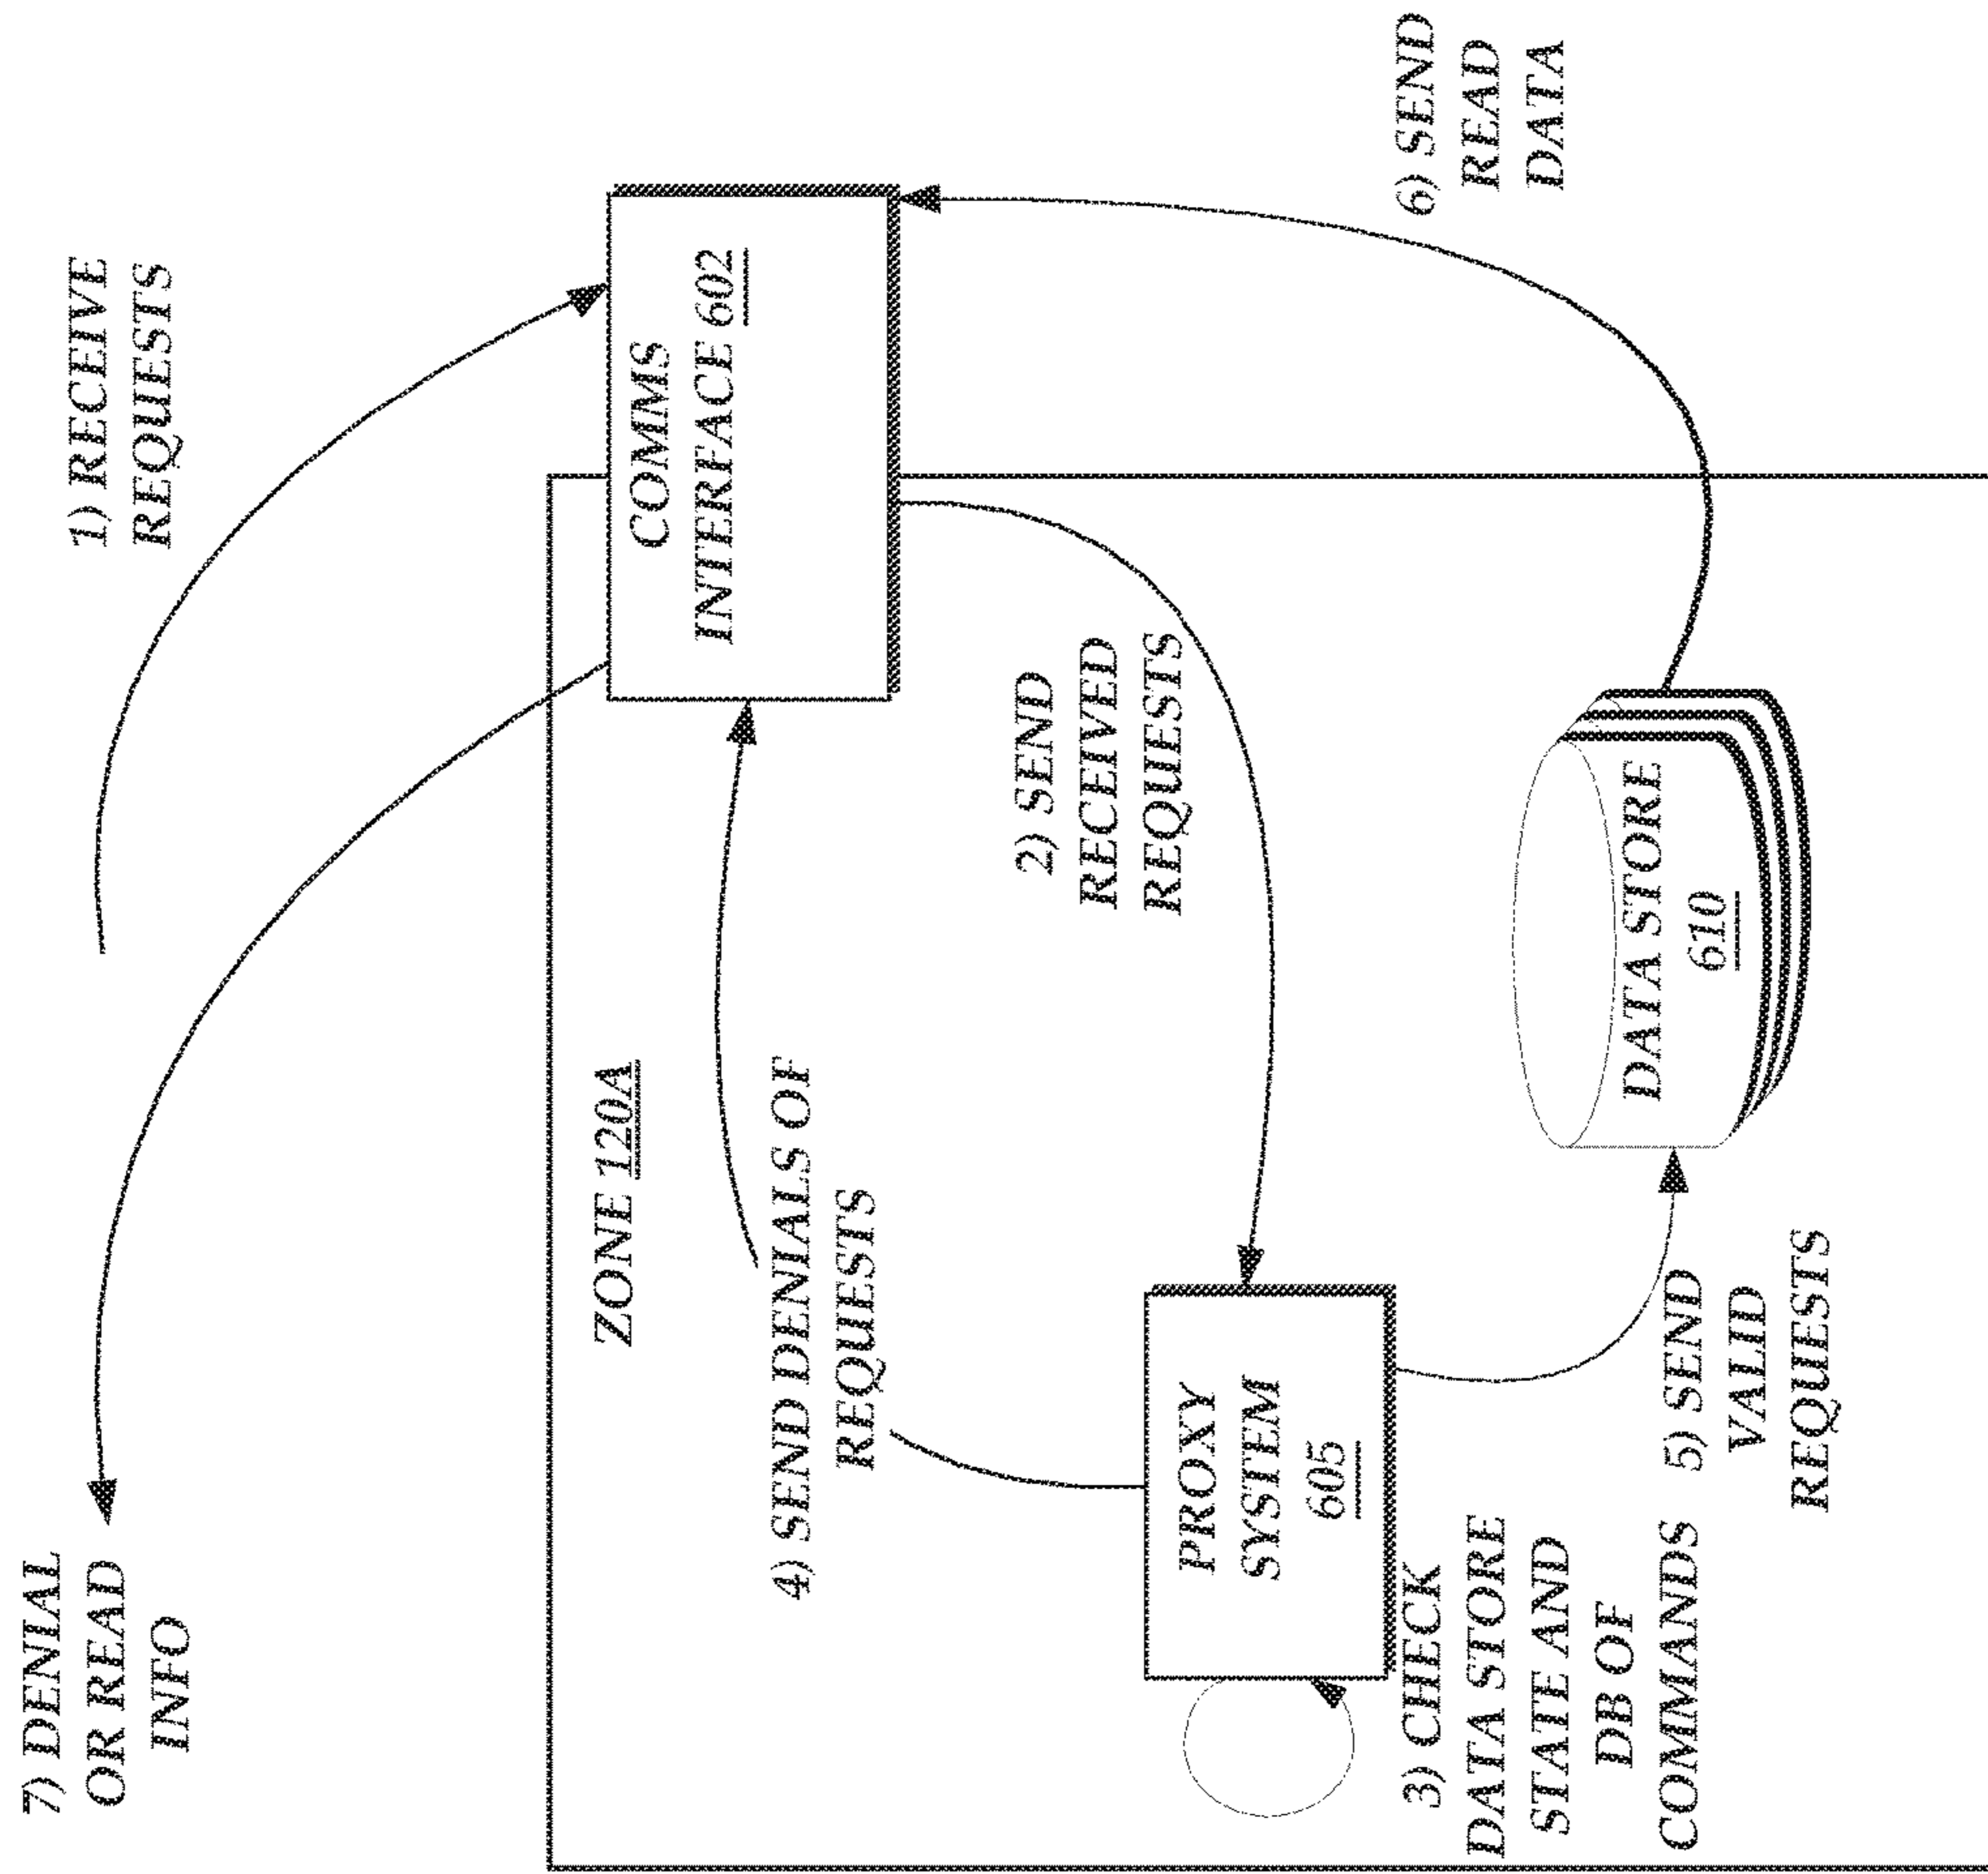 7) DENIAL
OR READ
INFO
1) RECEIVE
REQUESTS
ZONE 120A
COMMS
INTERFACE 602
4) SEND DENIALS OF
REQUESTS
2) SEND
RECEIVED
REQUESTS
PROXY
SYSTEM
605
3) CHECK
DATA STORE
STATE AND
DB OF
COMMANDS
5) SEND
VALID
REQUESTS
DATA STORE
610
6) SEND
READ
DATA